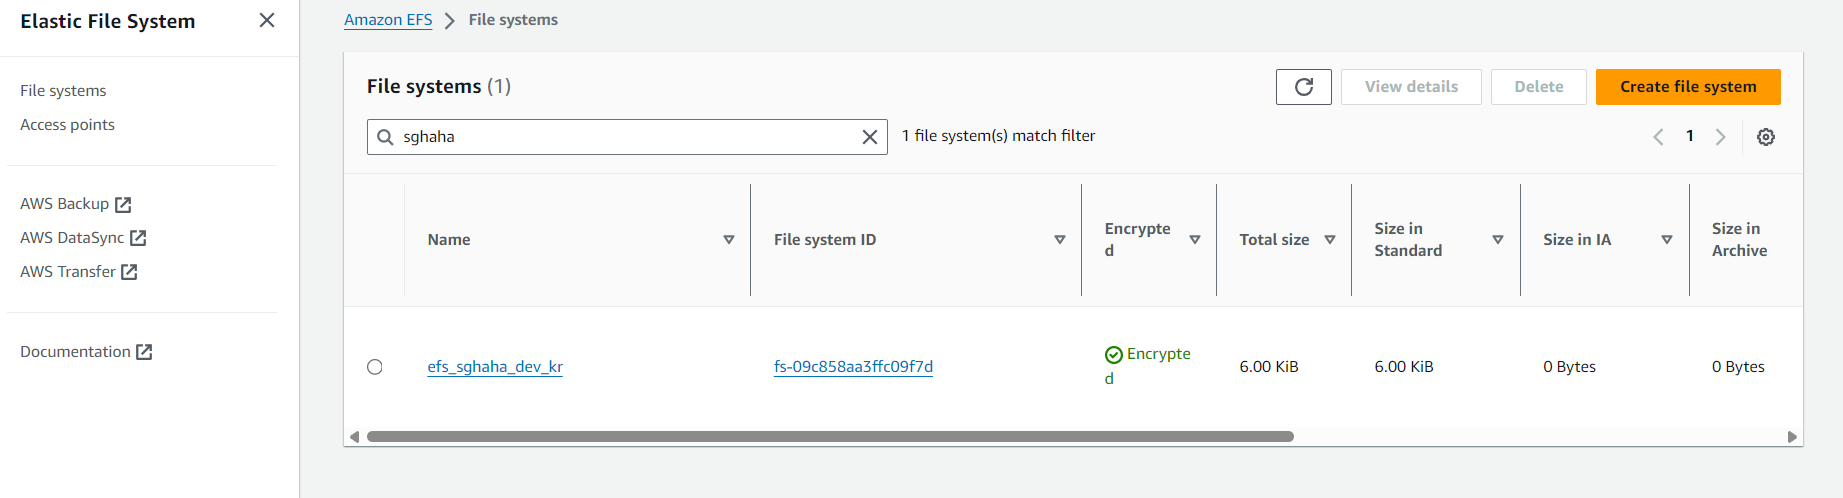 Elastic File System
File systems
Access points
AWS Backup
AWS DataSync
AWS Transfer
Documentation
Amazon EFS > File systems
File systems (1)
View details
Delete
Create file system
sghaha
1 file system(s) match filter
1
Name
File system ID
Encrypte
d
Total size
Size in
Standard
Size in IA
Size in
Archive
efs_sghaha_dev_kr
fs-09c858aa3ffc09f7d
Encrypte
d
6.00 KiB
6.00 KiB
0 Bytes
0 Bytes